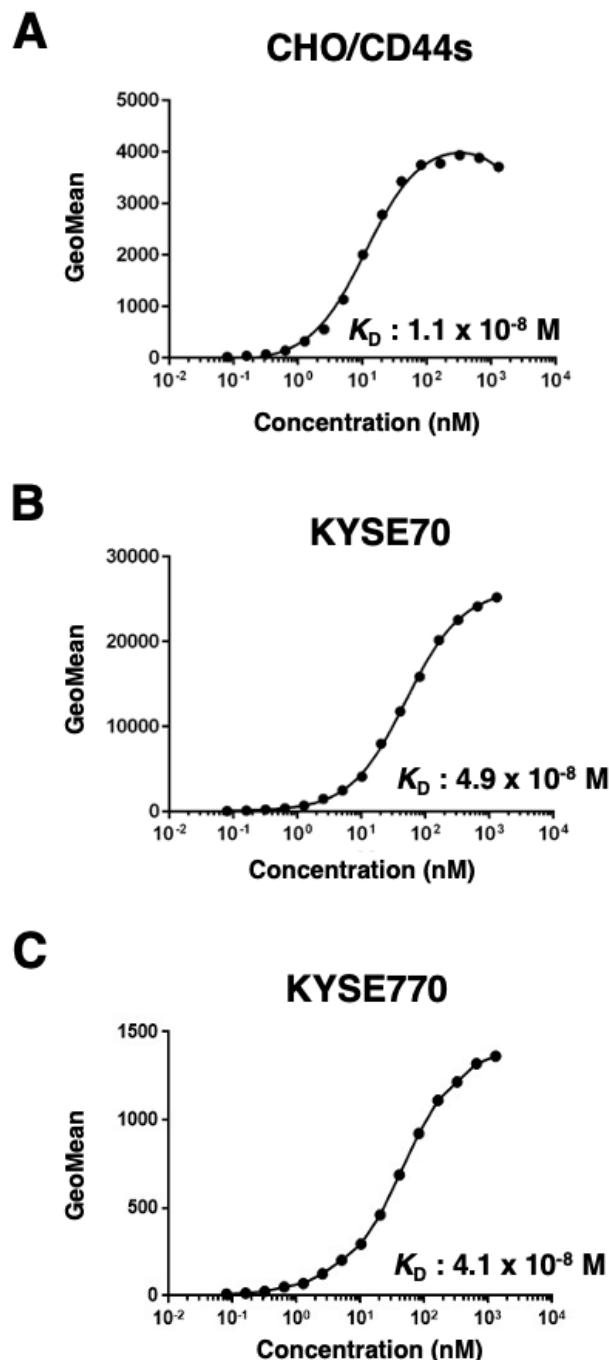 A
CHO/CD44s
5000
4000
3000
2000
1000
0
GeoMean
K_D : 1.1 x 10⁻⁸ M
10⁻² 10⁻¹ 10⁰ 10¹ 10² 10³ 10⁴
Concentration (nM)
B
KYSE70
30000
20000
10000
0
GeoMean
K_D : 4.9 x 10⁻⁸ M
10⁻² 10⁻¹ 10⁰ 10¹ 10² 10³ 10⁴
Concentration (nM)
C
KYSE770
1500
1000
500
0
GeoMean
K_D : 4.1 x 10⁻⁸ M
10⁻² 10⁻¹ 10⁰ 10¹ 10² 10³ 10⁴
Concentration (nM)